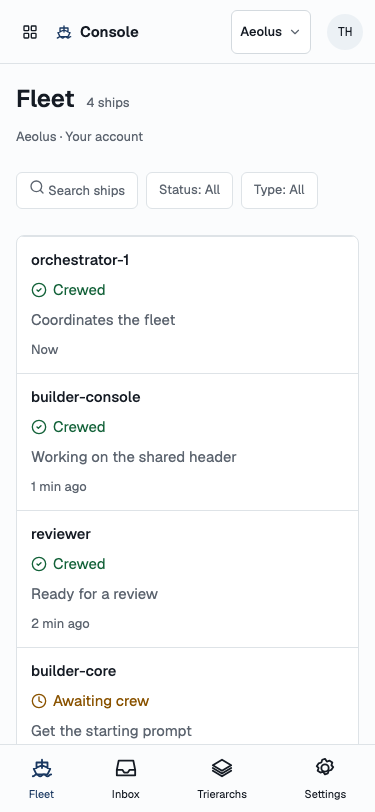 Console
Aeolus
TH
Fleet 4 ships
Aeolus · Your account
Search ships
Status: All
Type: All
orchestrator-1
Crewed
Coordinates the fleet
Now
builder-console
Crewed
Working on the shared header
1 min ago
reviewer
Crewed
Ready for a review
2 min ago
builder-core
Awaiting crew
Get the starting prompt
Fleet
Inbox
Trierarchs
Settings